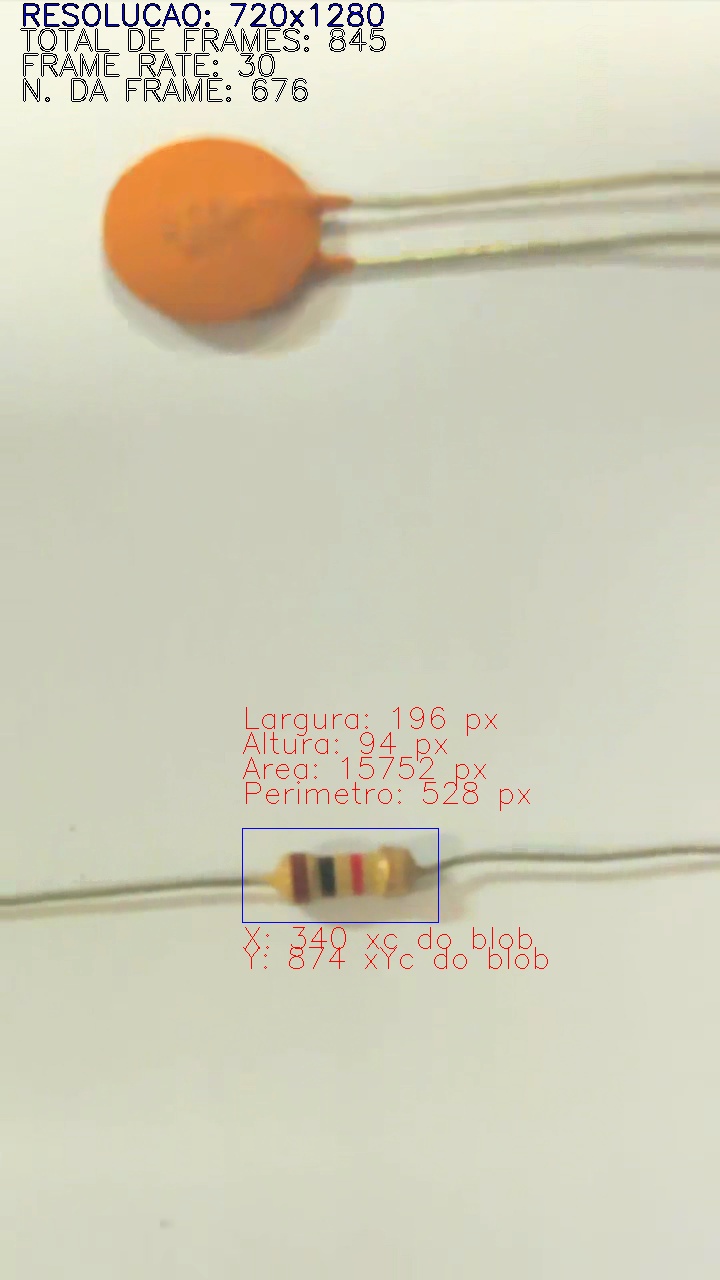 RESOLUCAO: 720x1280
TOTAL DE FRAMES: 845
FRAME RATE: 30
N. DA FRAME: 676
Largura: 196 px
Altura: 94 px
Area: 15752 px
Perimetro: 528 px
X: 340 xc do blob
Y: 874 xYc do blob